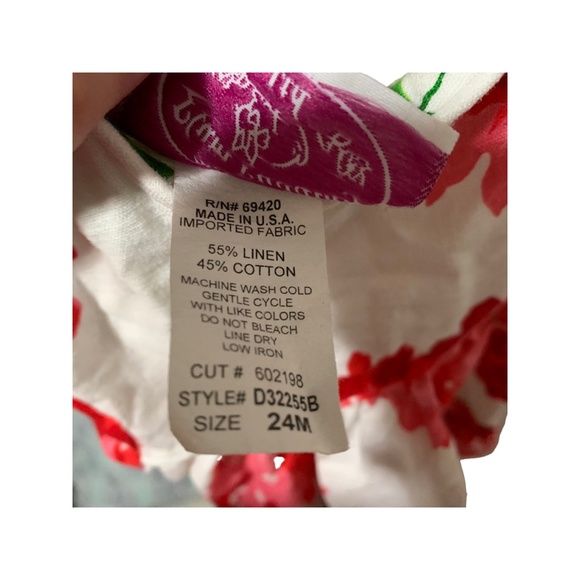 R/N# 69420
MADE IN U.S.A.
IMPORTED FABRIC
55% LINEN
45% COTTON
MACHINE WASH COLD
GENTLE CYCLE
WITH LIKE COLORS
DO NOT BLEACH
LINE DRY
LOW IRON
CUT # 602198
STYLE# D32255B
SIZE 24M